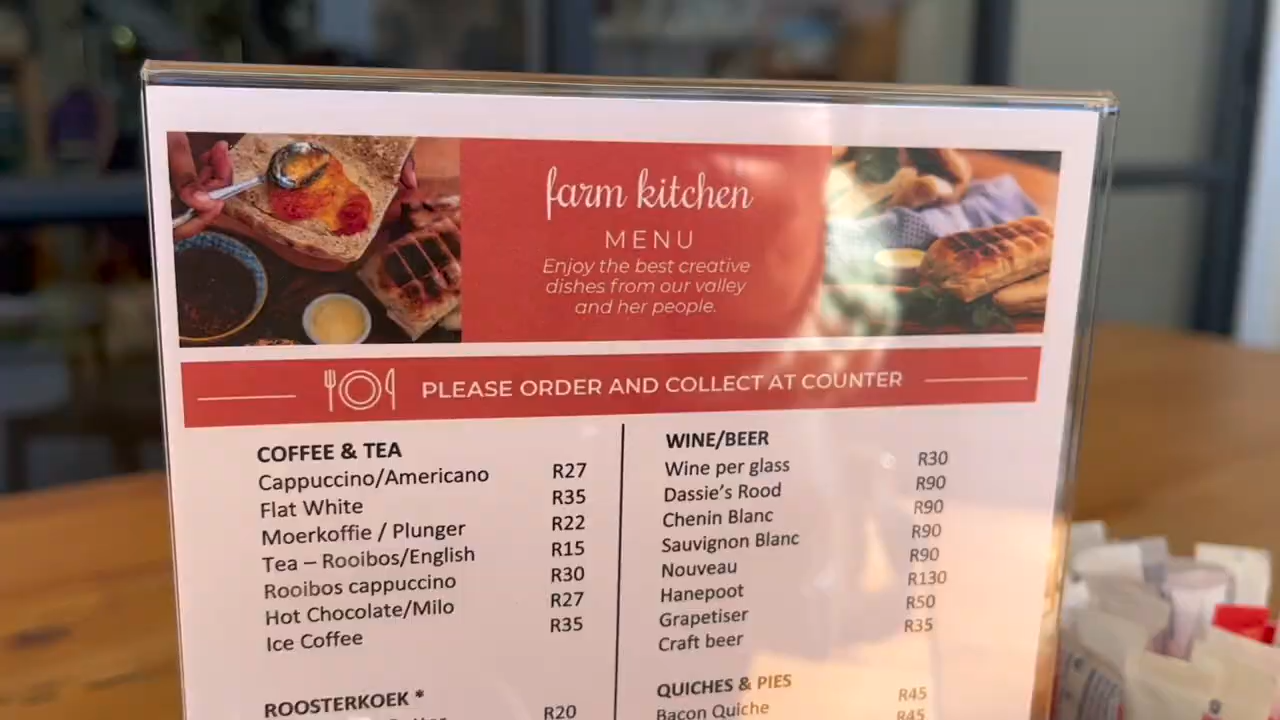 farm kitchen
MENU
Enjoy the best creative
dishes from our valley
and her people.
PLEASE ORDER AND COLLECT AT COUNTER
COFFEE & TEA
Cappuccino/Americano R27
Flat White R35
Moerkoffie / Plunger R22
Tea – Rooibos/English R15
Rooibos cappuccino R30
Hot Chocolate/Milo R27
Ice Coffee R35
ROOSTERKOEK *
R20
WINE/BEER
Wine per glass R30
Dassie's Rood R90
Chenin Blanc R90
Sauvignon Blanc R90
Nouveau R90
Hanepoot R130
Grapetiser R50
Craft beer R35
QUICHES & PIES
Bacon Quiche R45
R45